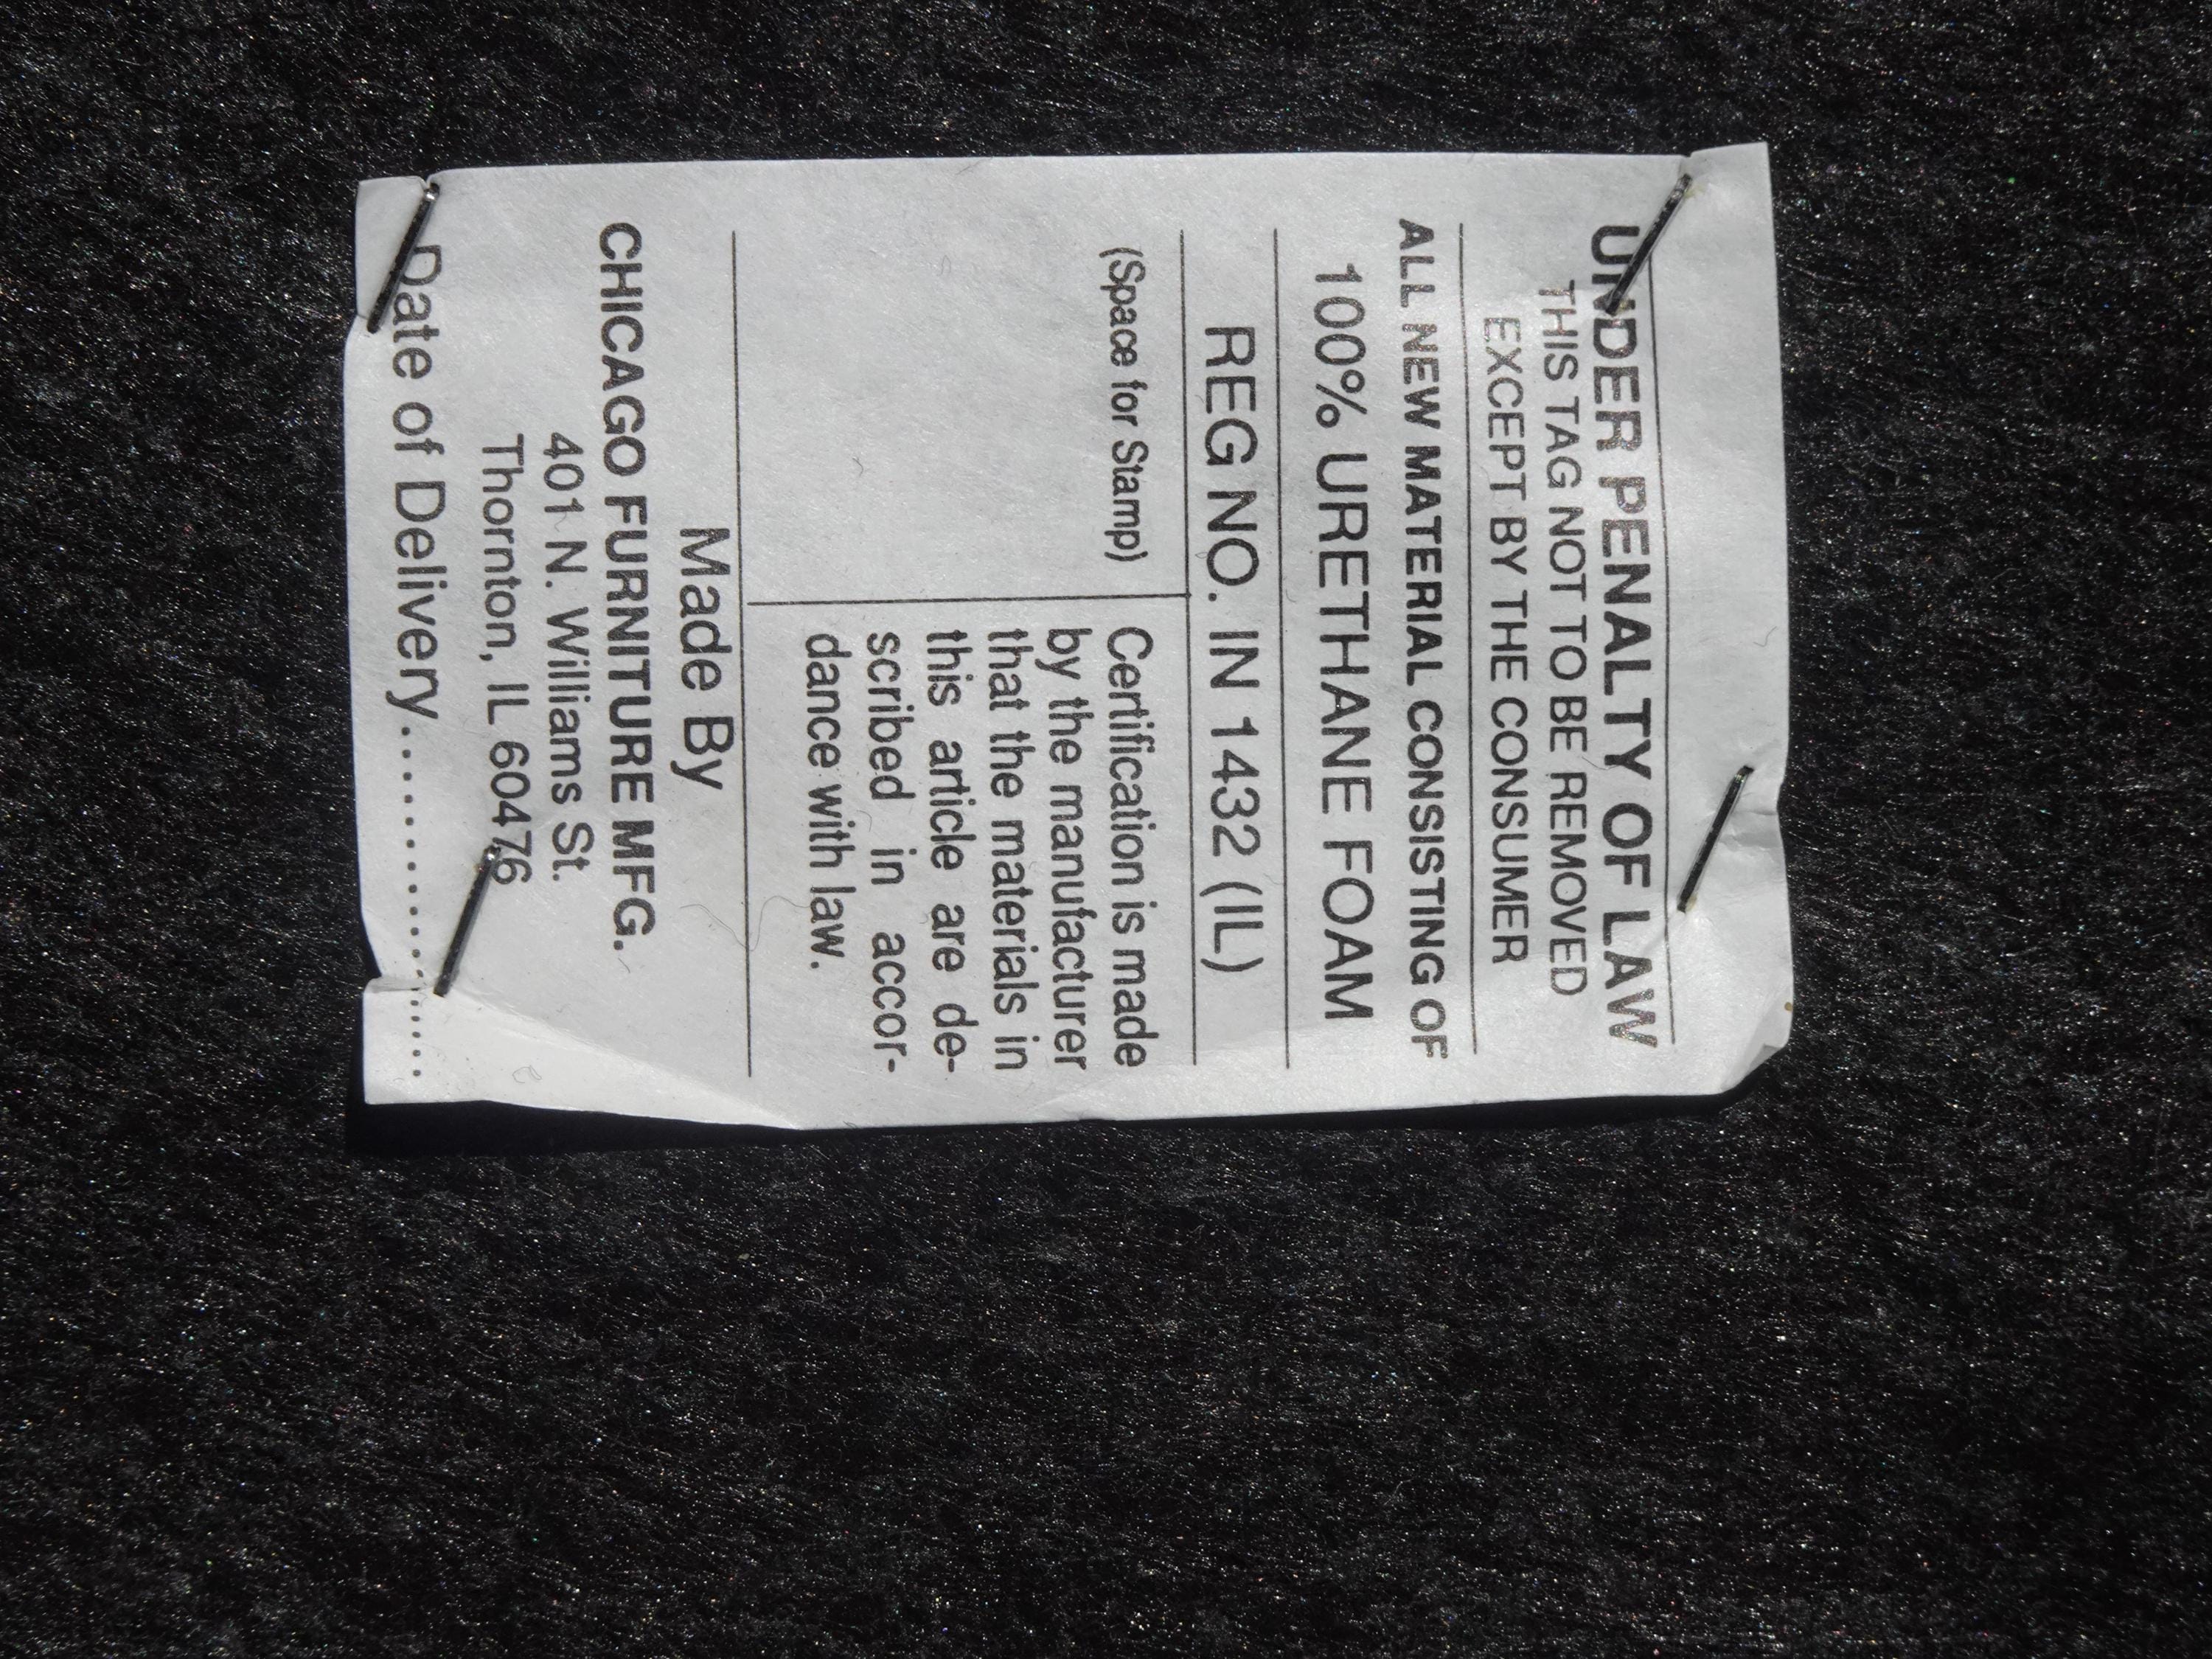 UNDER PENALTY OF LAW
THIS TAG NOT TO BE REMOVED
EXCEPT BY THE CONSUMER
ALL NEW MATERIAL CONSISTING OF
100% URETHANE FOAM
REG NO. IN 1432 (IL)
(Space for Stamp)
Certification is made
by the manufacturer
that the materials in
this article are de-
scribed in accor-
dance with law.
Made By
CHICAGO FURNITURE MFG.
401 N. Williams St.
Thornton, IL 60476
Date of Delivery........................